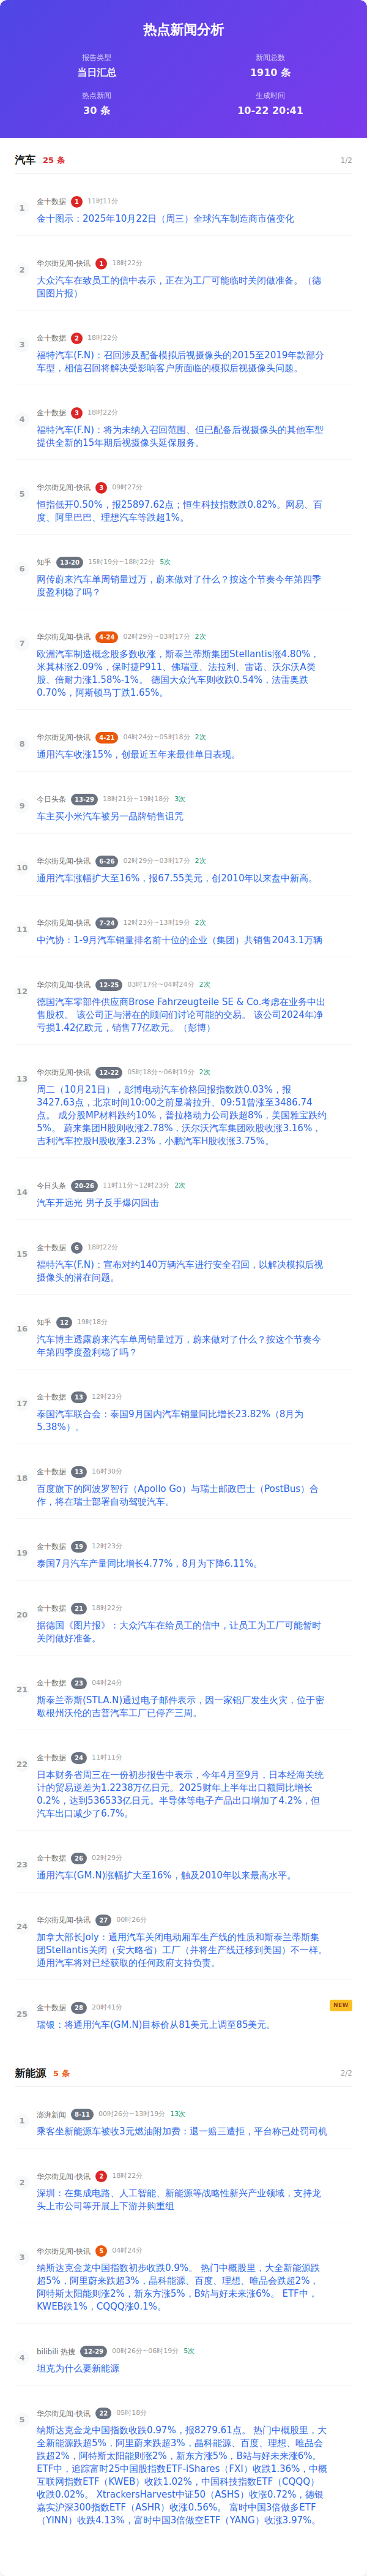 热点新闻分析
报告类型
新闻总数
当日汇总
1910 条
热点新闻
生成时间
30 条
10-22 20:41
汽车 25 条 1/2
金十数据 1 11时11分
1
金十图示：2025年10月22日（周三）全球汽车制造商市值变化
华尔街见闻-快讯 1 18时22分
2
大众汽车在致员工的信中表示，正在为工厂可能临时关闭做准备。（德
国图片报）
金十数据 2 18时22分
3
福特汽车(F.N)：召回涉及配备模拟后视摄像头的2015至2019年款部分
车型，相信召回将解决受影响客户所面临的模拟后视摄像头问题。
金十数据 3 18时22分
4
福特汽车(F.N)：将为未纳入召回范围、但已配备后视摄像头的其他车型
提供全新的15年期后视摄像头延保服务。
华尔街见闻-快讯 3 09时27分
5
恒指低开0.50%，报25897.62点；恒生科技指数跌0.82%。网易、百
度、阿里巴巴、理想汽车等跌超1%。
知乎 13-20 15时19分~18时22分 5次
6
网传蔚来汽车单周销量过万，蔚来做对了什么？按这个节奏今年第四季
度盈利稳了吗？
华尔街见闻-快讯 4-24 02时29分~03时17分 2次
7
欧洲汽车制造概念股多数收涨，斯泰兰蒂斯集团Stellantis涨4.80%，
米其林涨2.09%，保时捷P911、佛瑞亚、法拉利、雷诺、沃尔沃A类
股、倍耐力涨1.58%-1%。 德国大众汽车则收跌0.54%，法雷奥跌
0.70%，阿斯顿马丁跌1.65%。
华尔街见闻-快讯 4-21 04时24分~05时18分 2次
8
通用汽车收涨15%，创最近五年来最佳单日表现。
今日头条 13-29 18时21分~19时18分 3次
9
车主买小米汽车被另一品牌销售诅咒
华尔街见闻-快讯 6-26 02时29分~03时17分 2次
10
通用汽车涨幅扩大至16%，报67.55美元，创2010年以来盘中新高。
华尔街见闻-快讯 7-24 12时23分~13时19分 2次
11
中汽协：1-9月汽车销量排名前十位的企业（集团）共销售2043.1万辆
华尔街见闻-快讯 12-25 03时17分~04时24分 2次
12
德国汽车零部件供应商Brose Fahrzeugteile SE & Co.考虑在业务中出
售股权。 该公司正与潜在的顾问们讨论可能的交易。 该公司2024年净
亏损1.42亿欧元，销售77亿欧元。（彭博）
华尔街见闻-快讯 12-22 05时18分~06时19分 2次
13
周二（10月21日），彭博电动汽车价格回报指数跌0.03%，报
3427.63点，北京时间10:00之前显著拉升、09:51曾涨至3486.74
点。 成分股MP材料跌约10%，普拉格动力公司跌超8%，美国雅宝跌约
5%。 蔚来集团H股则收涨2.78%，沃尔沃汽车集团欧股收涨3.16%，
吉利汽车控股H股收涨3.23%，小鹏汽车H股收涨3.75%。
今日头条 20-26 11时11分~12时23分 2次
14
汽车开远光 男子反手爆闪回击
金十数据 6 18时22分
15
福特汽车(F.N)：宣布对约140万辆汽车进行安全召回，以解决模拟后视
摄像头的潜在问题。
知乎 12 19时18分
16
汽车博主透露蔚来汽车单周销量过万，蔚来做对了什么？按这个节奏今
年第四季度盈利稳了吗？
金十数据 13 12时23分
17
泰国汽车联合会：泰国9月国内汽车销量同比增长23.82%（8月为
5.38%）。
金十数据 13 16时30分
18
百度旗下的阿波罗智行（Apollo Go）与瑞士邮政巴士（PostBus）合
作，将在瑞士部署自动驾驶汽车。
金十数据 19 12时23分
19
泰国7月汽车产量同比增长4.77%，8月为下降6.11%。
金十数据 21 18时22分
20
据德国《图片报》：大众汽车在给员工的信中，让员工为工厂可能暂时
关闭做好准备。
金十数据 23 04时24分
21
斯泰兰蒂斯(STLA.N)通过电子邮件表示，因一家铝厂发生火灾，位于密
歇根州沃伦的吉普汽车工厂已停产三周。
金十数据 24 11时11分
22
日本财务省周三在一份初步报告中表示，今年4月至9月，日本经海关统
计的贸易逆差为1.2238万亿日元。2025财年上半年出口额同比增长
0.2%，达到536533亿日元。半导体等电子产品出口增加了4.2%，但
汽车出口减少了6.7%。
金十数据 26 02时29分
23
通用汽车(GM.N)涨幅扩大至16%，触及2010年以来最高水平。
华尔街见闻-快讯 27 00时26分
24
加拿大部长Joly：通用汽车关闭电动厢车生产线的性质和斯泰兰蒂斯集
团Stellantis关闭（安大略省）工厂（并将生产线迁移到美国）不一样。
通用汽车将对已经获取的任何政府支持负责。
金十数据 28 20时41分 NEW
25
瑞银：将通用汽车(GM.N)目标价从81美元上调至85美元。
新能源 5 条 2/2
澎湃新闻 8-11 00时26分~13时19分 13次
1
乘客坐新能源车被收3元燃油附加费：退一赔三遭拒，平台称已处罚司机
华尔街见闻-快讯 2 18时22分
2
深圳：在集成电路、人工智能、新能源等战略性新兴产业领域，支持龙
头上市公司等开展上下游并购重组
华尔街见闻-快讯 5 04时24分
3
纳斯达克金龙中国指数初步收跌0.9%。 热门中概股里，大全新能源跌
超5%，阿里蔚来跌超3%，晶科能源、百度、理想、唯品会跌超2%，
阿特斯太阳能则涨2%，新东方涨5%，B站与好未来涨6%。 ETF中，
KWEB跌1%，CQQQ涨0.1%。
bilibili 热搜 12-29 00时26分~06时19分 5次
4
坦克为什么要新能源
华尔街见闻-快讯 22 05时18分
5
纳斯达克金龙中国指数收跌0.97%，报8279.61点。 热门中概股里，大
全新能源跌超5%，阿里蔚来跌超3%，晶科能源、百度、理想、唯品会
跌超2%，阿特斯太阳能则涨2%，新东方涨5%，B站与好未来涨6%。
ETF中，追踪富时25中国股指数ETF-iShares（FXI）收跌1.36%，中概
互联网指数ETF（KWEB）收跌1.02%，中国科技指数ETF（CQQQ）
收跌0.02%。 XtrackersHarvest中证50（ASHS）收涨0.72%，德银
嘉实沪深300指数ETF（ASHR）收涨0.56%。 富时中国3倍做多ETF
（YINN）收跌4.13%，富时中国3倍做空ETF（YANG）收涨3.97%。